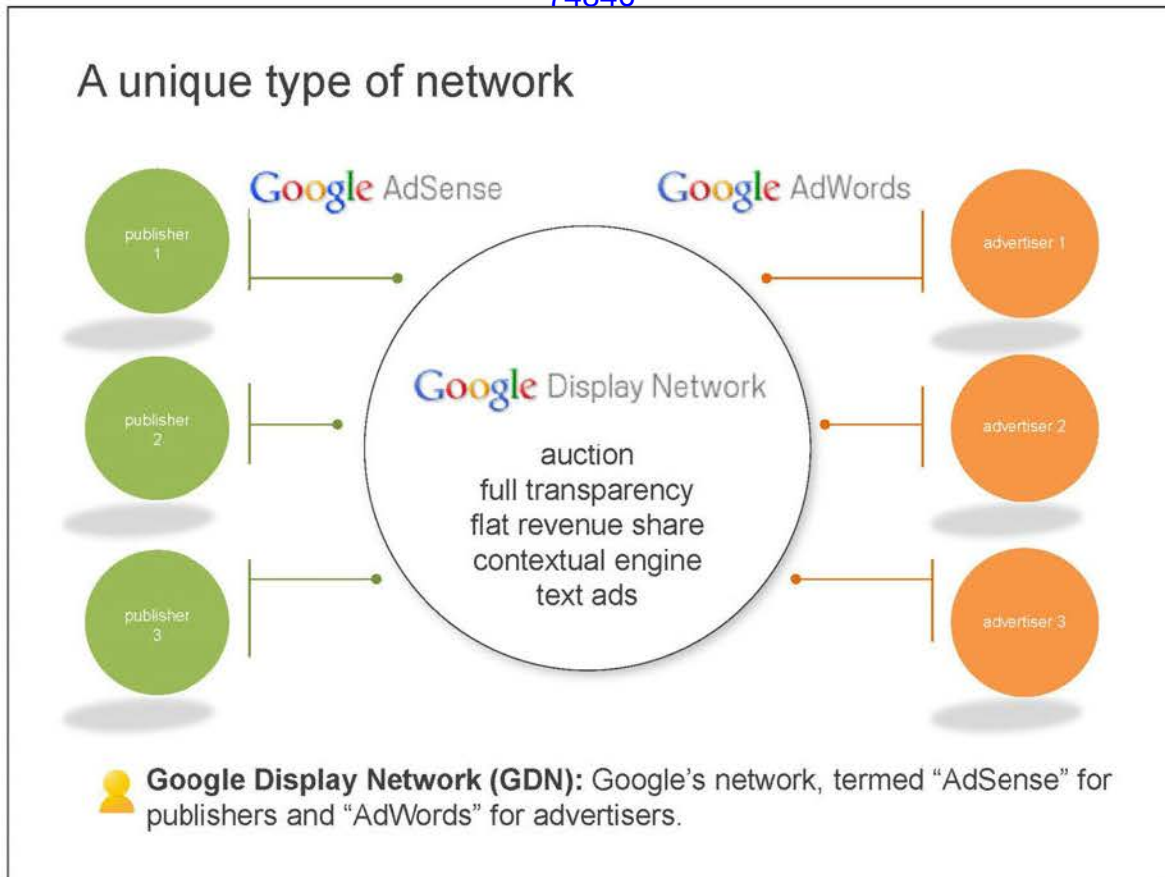 A unique type of network
Google AdSense
Google AdWords
publisher
1
advertiser 1
Google Display Network
publisher
2
advertiser 2
auction
full transparency
flat revenue share
contextual engine
text ads
publisher
3
advertiser 3
Google Display Network (GDN): Google's network, termed “AdSense” for
publishers and “AdWords” for advertisers.